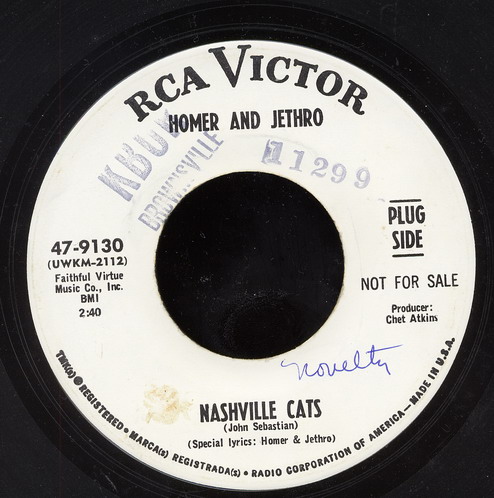 RCA VICTOR
HOMER AND JETHRO
BROWNSVILLE
11299
PLUG
SIDE
47-9130
(UWKM-2112)
Faithful Virtue
Music Co., Inc.
BMI
2:40
NOT FOR SALE
Producer:
Chet Atkins
novelty
NASHVILLE CATS
(John Sebastian)
(Special lyrics: Homer & Jethro)
TMK(s) ® REGISTERED • MARCA(s) REGISTRADA(s) • RADIO CORPORATION OF AMERICA—MADE IN U.S.A.